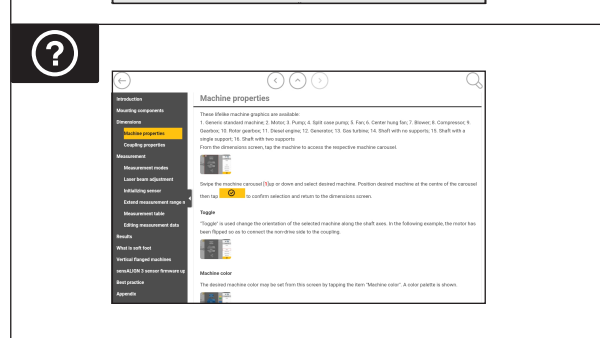 Machine properties
Introduction
Mounting components
Dimensions
Machine properties
Coupling properties
Measurement
Measurement modes
Laser beam adjustment
Initializing sensor
Extend measurement range o
Measurement table
Editing measurement data
Results
What is soft foot
Vertical flanged machines
sensALIGN 3 sensor firmware up
Best practice
Appendix
These lifelike machine graphics are available:
1. Generic standard machine; 2. Motor; 3. Pump; 4. Split case pump; 5. Fan; 6. Center hung fan; 7. Blower; 8. Compressor; 9.
Gearbox; 10. Rotor gearbox; 11. Diesel engine; 12. Generator; 13. Gas turbine; 14. Shaft with no supports; 15. Shaft with a
single support; 16. Shaft with two supports
From the dimensions screen, tap the machine to access the respective machine carousel.
Swipe the machine carousel [1]up or down and select desired machine. Position desired machine at the centre of the carousel
then tap to confirm selection and return to the dimensions screen.
Toggle
"Toggle" is used change the orientation of the selected machine along the shaft axes. In the following example, the motor has
been flipped so as to connect the non-drive side to the coupling.
Machine color
The desired machine color may be set from this screen by tapping the item "Machine color". A color palette is shown.